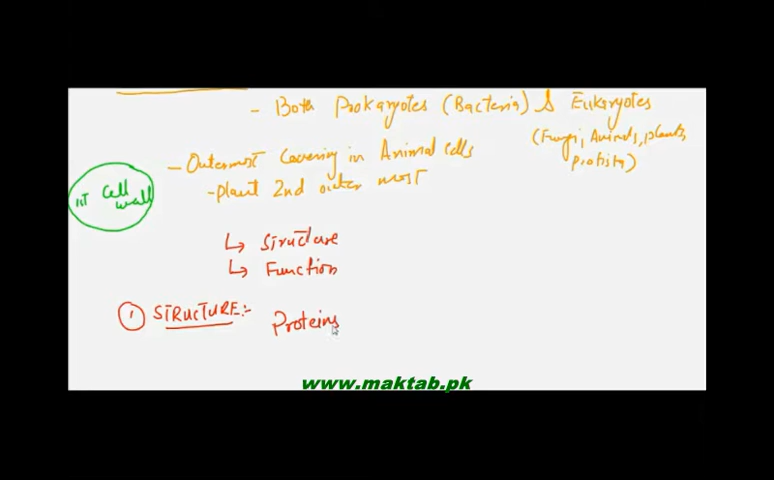 - Both Prokaryotes (Bacteria) & Eukaryotes
(Fungi, Animals, plants, protists)
- Outermost Covering in Animal Cells
- Plant 2nd outer most
1st Cell wall
↳ Structure
↳ Function
① STRUCTURE:-
Proteins
www.maktab.pk